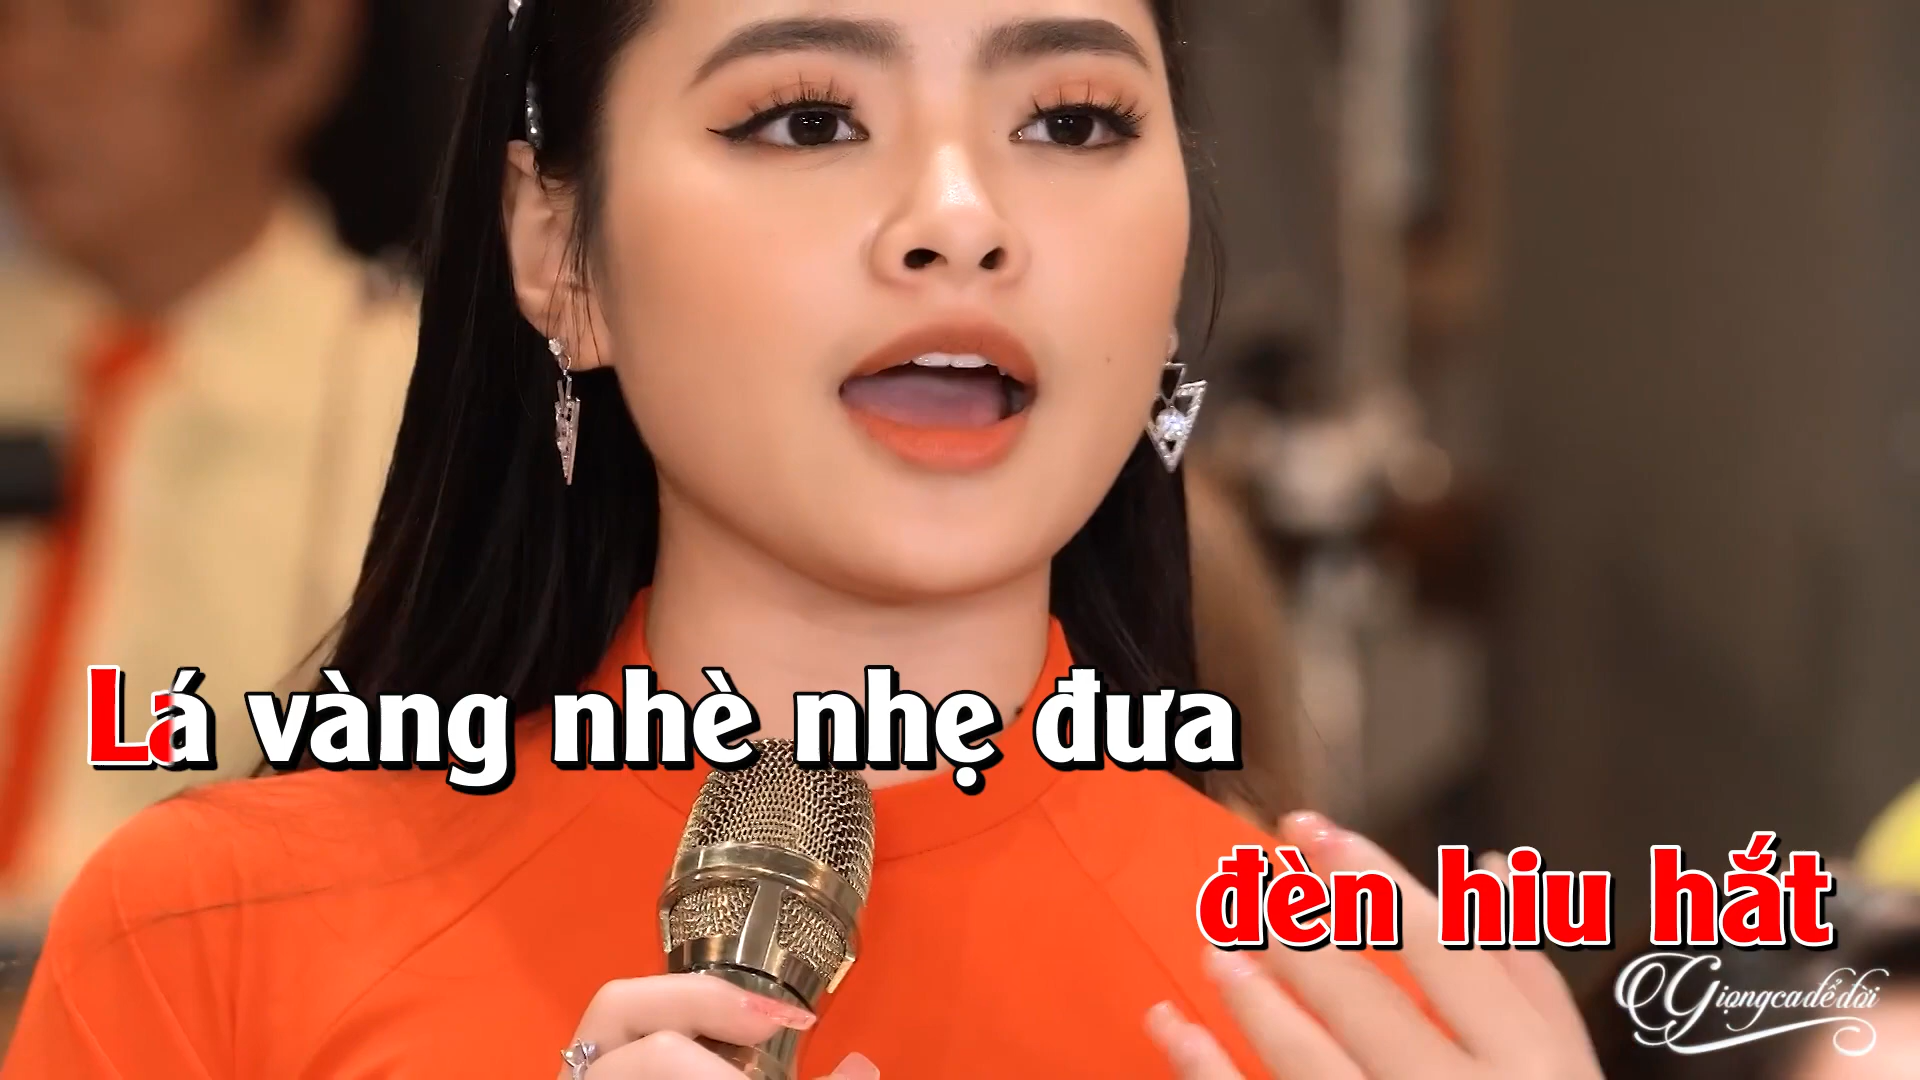 Lá vàng nhè nhẹ đưa
đèn hiu hắt
Giọngcađểđời